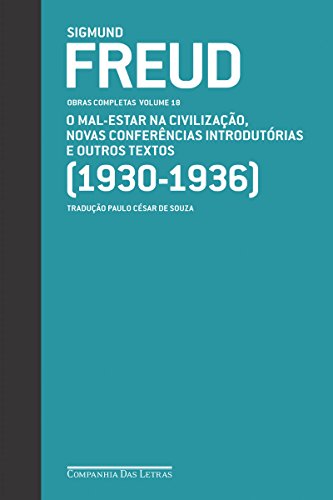 SIGMUND
FREUD
OBRAS COMPLETAS VOLUME 18
O MAL-ESTAR NA CIVILIZAÇÃO,
NOVAS CONFERÊNCIAS INTRODUTÓRIAS
E OUTROS TEXTOS
(1930-1936)
TRADUÇÃO PAULO CÉSAR DE SOUZA
COMPANHIA DAS LETRAS